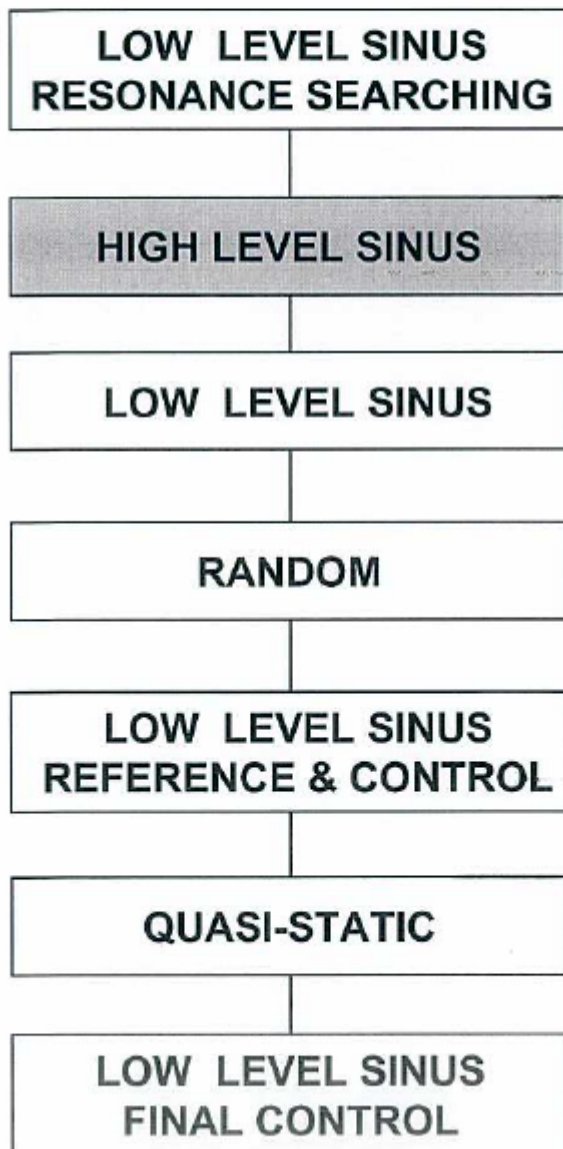 LOW LEVEL SINUS
RESONANCE SEARCHING
HIGH LEVEL SINUS
LOW LEVEL SINUS
RANDOM
LOW LEVEL SINUS
REFERENCE & CONTROL
QUASI-STATIC
LOW LEVEL SINUS
FINAL CONTROL